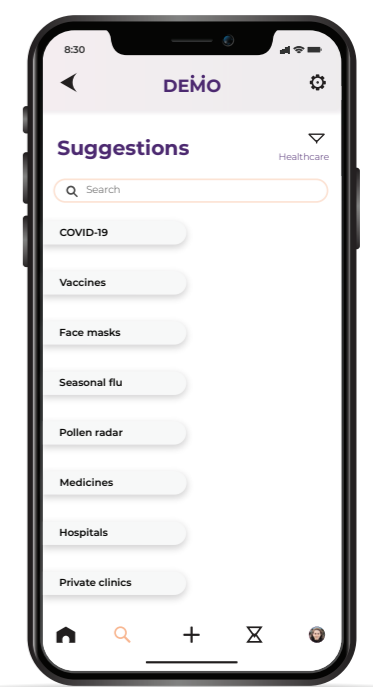 8:30
DEMO
Suggestions
Healthcare
Search
COVID-19
Vaccines
Face masks
Seasonal flu
Pollen radar
Medicines
Hospitals
Private clinics